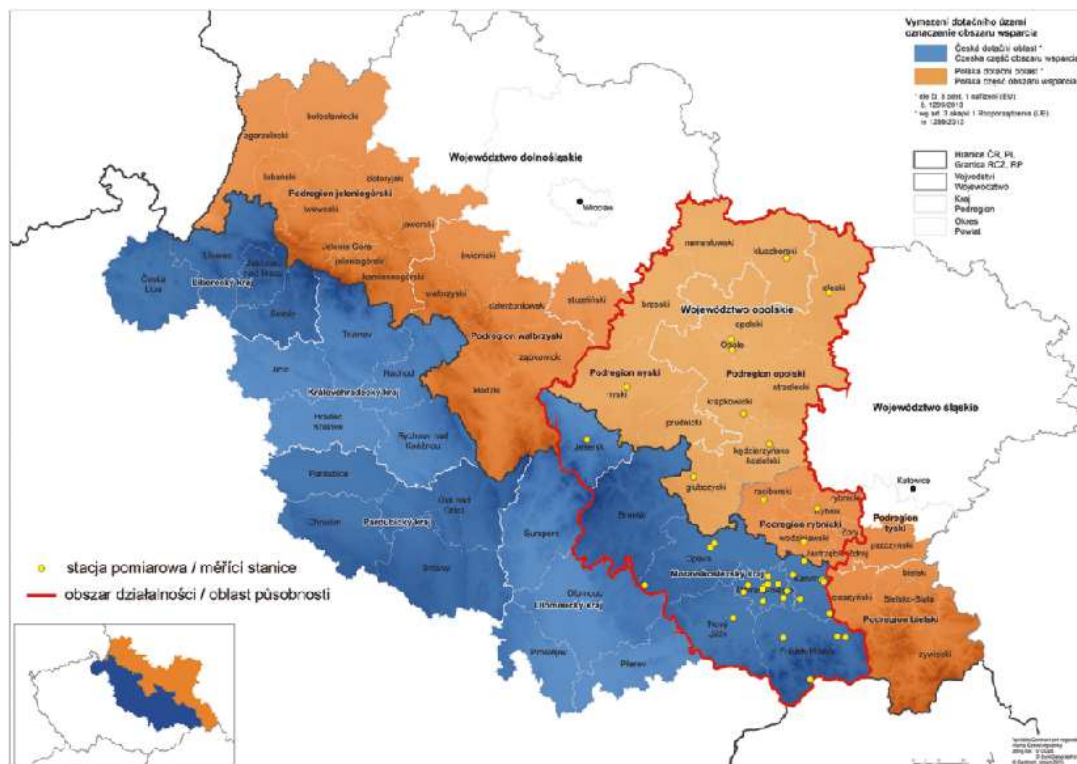 Vymezení dotačního území
oznaczenie obszaru wsparcia
Česká dotační oblast *
Czeska część obszaru wsparcia
Polska dotační oblast *
Polska część obszaru wsparcia
Hranice ČR, PL
Granica RCZ, RP
Województwo
Kraj
Podregion
Okres
Powiat
bolesławiecki
zgorzelecki
lubański
Podregion jeleniogórski
lwówecki
jaworski
Jelenia Góra
jeleniogórski
kamiennogórski
Województwo dolnośląskie
Wrocław
świdnicki
wałbrzyski
dzierżoniowski
strzeliński
Podregion wałbrzyski
ząbkowicki
kłodzki
Česká
Lípa
Liberec
Liberecký kraj
Semily
Trutnov
Jičín
Náchod
Královéhradecký kraj
Hradec
Králové
Rychnov nad
Kněžnou
Pardubice
Chrudim
Pardubický kraj
Ústí nad
Orlicí
Svitavy
namysłowski
kluczborski
oleski
brzeski
Województwo opolskie
opolski
Opole
Podregion nyski
nyski
Podregion opolski
strzelecki
krapkowicki
prudnicki
kędzierzyńsko
kozielski
głubczycki
Województwo śląskie
Katowice
raciborski
rybnicki
Rybnik
Podregion rybnicki
wodzisławski
Żory
Jastrzębie-Zdrój
Podregion
tyski
pszczyński
bielski
Bielsko-Biała
cieszyński
Podregion bielski
żywiecki
Jeseník
Bruntál
Šumperk
Opava
Moravskoslezský kraj
Karviná
Olomouc
Olomoucký kraj
Nový
Jičín
Frýdek-Místek
Prostějov
Přerov
stacja pomiarowa / měřící stanice
obszar działalności / oblast působnosti